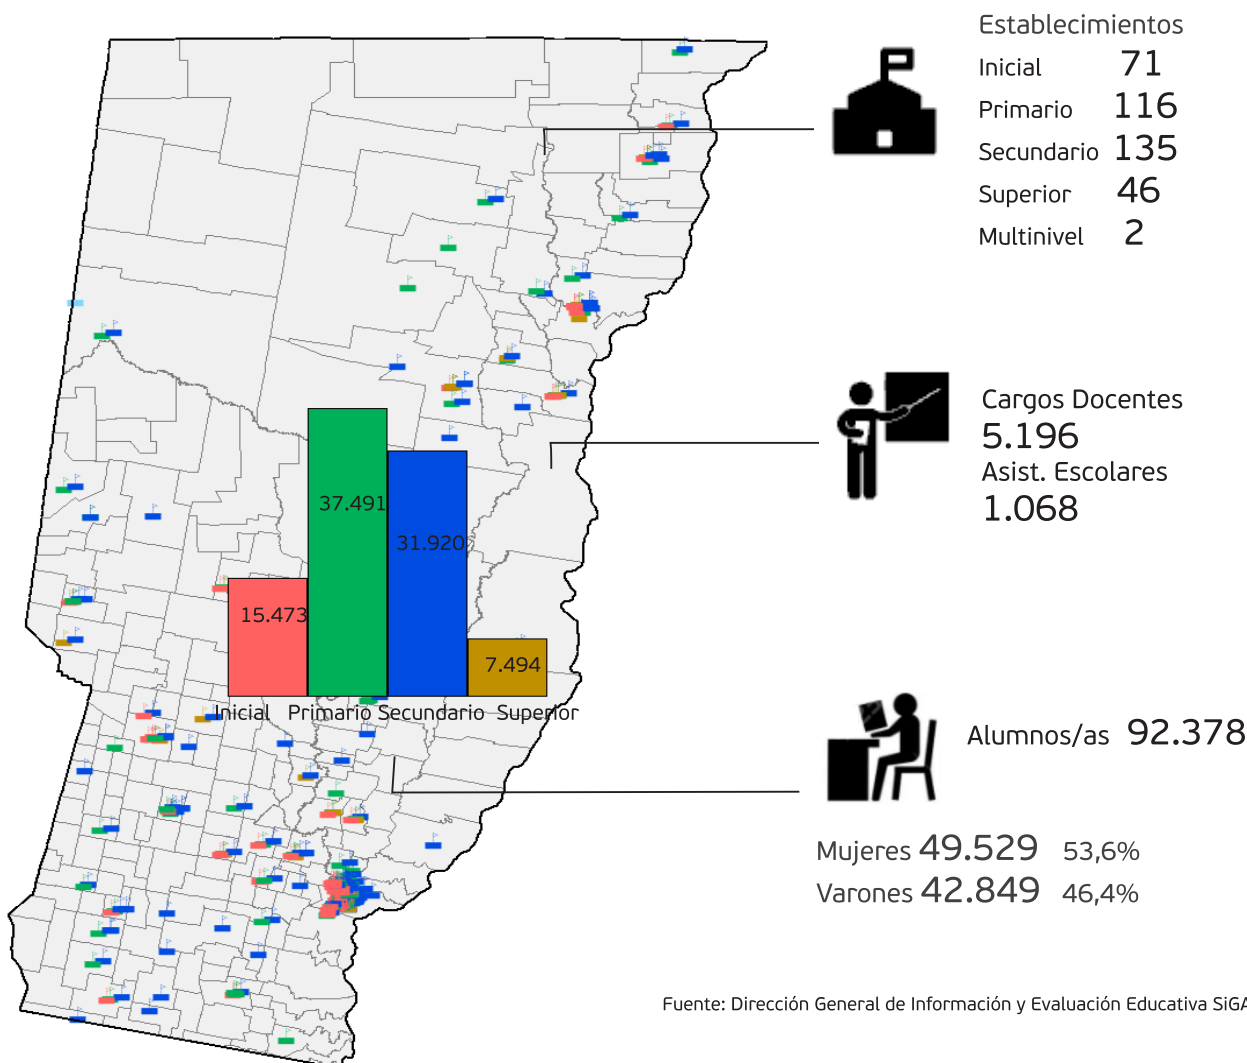 Establecimientos
Inicial 71
Primario 116
Secundario 135
Superior 46
Multinivel 2
Cargos Docentes
5.196
Asist. Escolares
1.068
37.491
31.920
15.473
7.494
Inicial Primario Secundario Superior
Alumnos/as 92.378
Mujeres 49.529 53,6%
Varones 42.849 46,4%
Fuente: Dirección General de Información y Evaluación Educativa SiGA